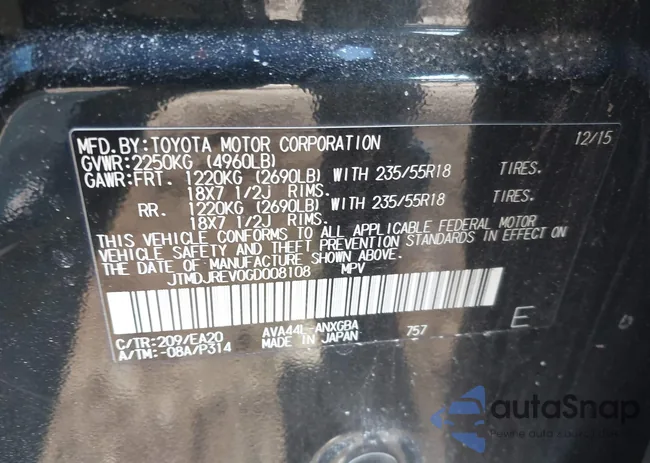 MFD.BY:TOYOTA MOTOR CORPORATION 12/15
GVWR:2250KG (4960LB)
GAWR:FRT. 1220KG (2690LB) WITH 235/55R18 TIRES.
18X7 1/2J RIMS.
RR. 1220KG (2690LB) WITH 235/55R18 TIRES.
18X7 1/2J RIMS.
THIS VEHICLE CONFORMS TO ALL APPLICABLE FEDERAL MOTOR
VEHICLE SAFETY AND THEFT PREVENTION STANDARDS IN EFFECT ON
THE DATE OF MANUFACTURE SHOWN ABOVE.
JTMDJREV0GD008108 MPV
C/TR:209/EA20 AVA44L-ANXGBA 757 E
A/TM:-08A/P314 MADE IN JAPAN
autaSnap
Pewne auta z